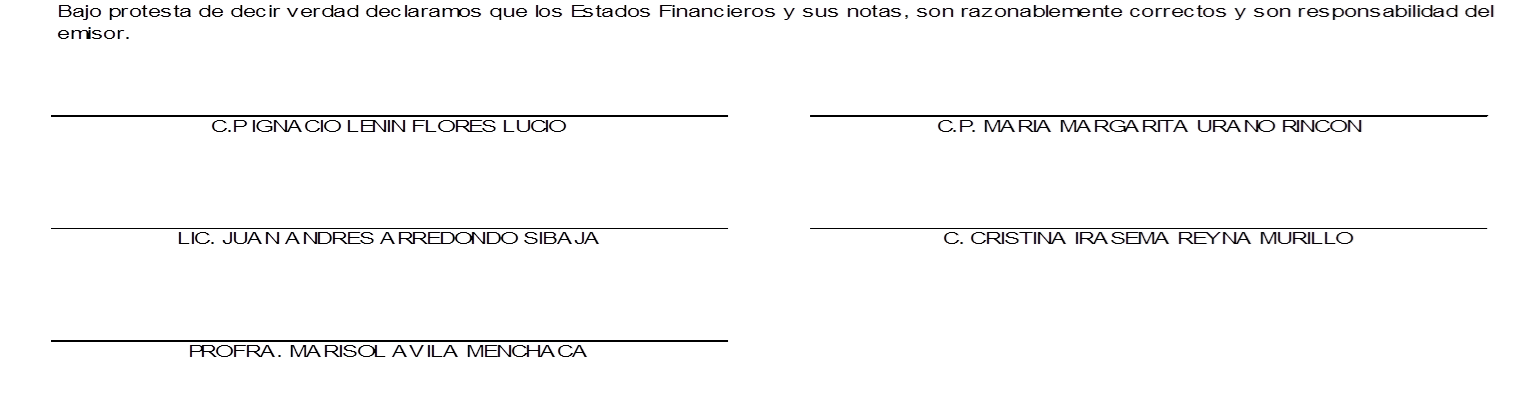 Bajo protesta de decir verdad declaramos que los Estados Financieros y sus notas, son razonablemente correctos y son responsabilidad del
emisor.
C.P IGNACIO LENIN FLORES LUCIO
C.P. MARIA MARGARITA URANO RINCON
LIC. JUAN ANDRES ARREDONDO SIBAJA
C. CRISTINA IRASEMA REYNA MURILLO
PROFRA. MARISOL AVILA MENCHACA